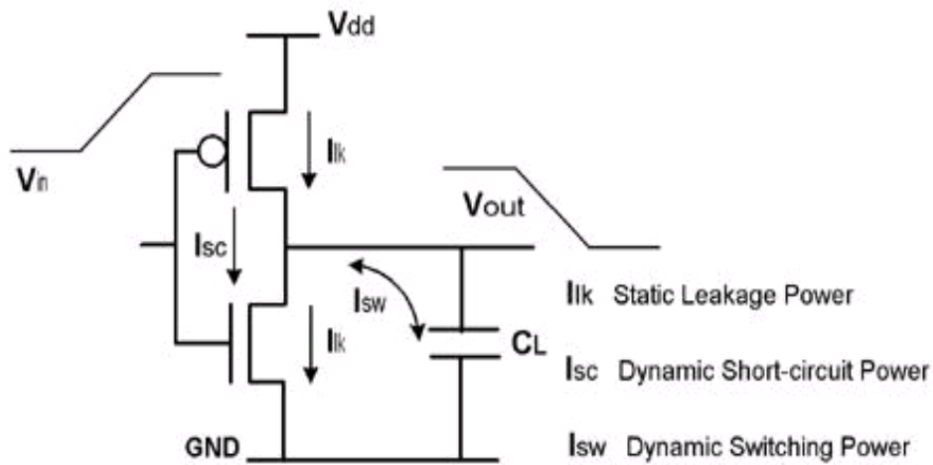 Vdd
Ilk
Vin
Vout
Isc
Isw
Ilk Static Leakage Power
Ilk
CL
Isc Dynamic Short-circuit Power
GND
Isw Dynamic Switching Power